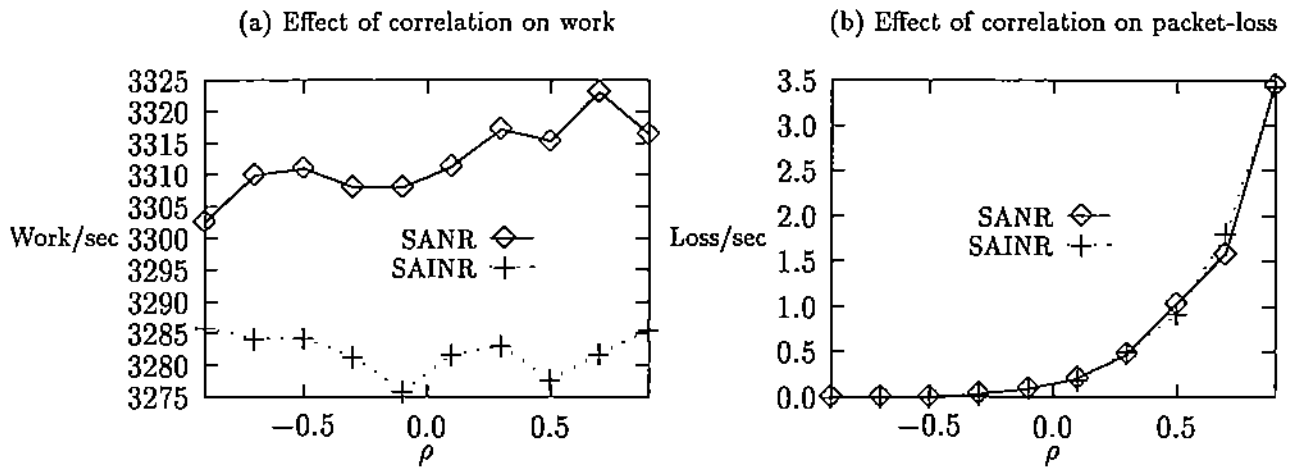 (a) Effect of correlation on work
3325
3320
3315
3310
3305
3300
3295
3290
3285
3280
3275
Work/sec
SANR
SAINR
−0.5 0.0 0.5
ρ
(b) Effect of correlation on packet-loss
3.5
3.0
2.5
2.0
1.5
1.0
0.5
0.0
Loss/sec
SANR
SAINR
−0.5 0.0 0.5
ρ